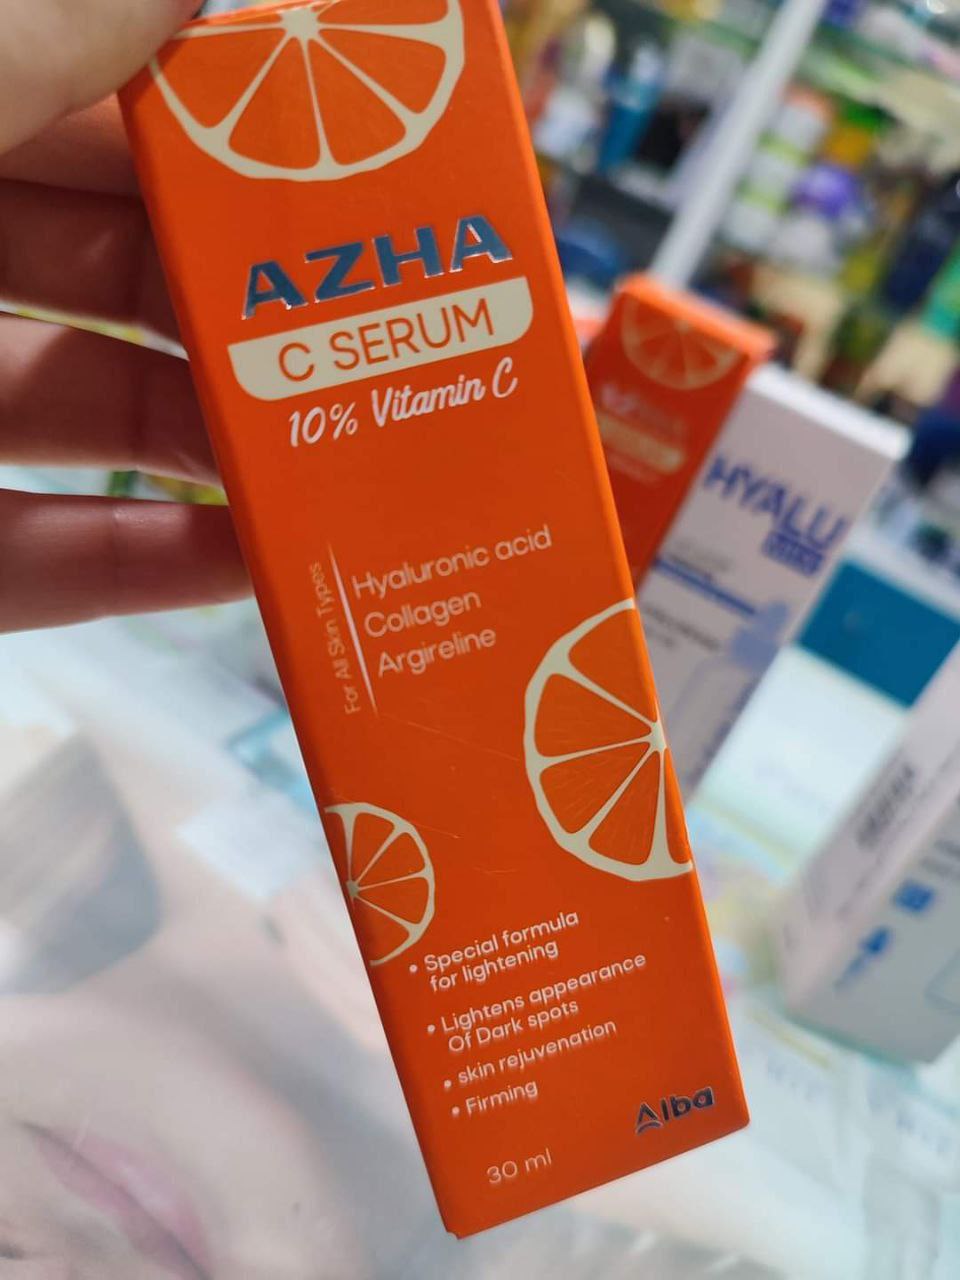 AZHA
C SERUM
10% Vitamin C
For All Skin Types
Hyaluronic acid
Collagen
Argireline
• Special formula
for lightening
• Lightens appearance
Of Dark spots
• skin rejuvenation
• Firming
Alba
30 ml
HYALU